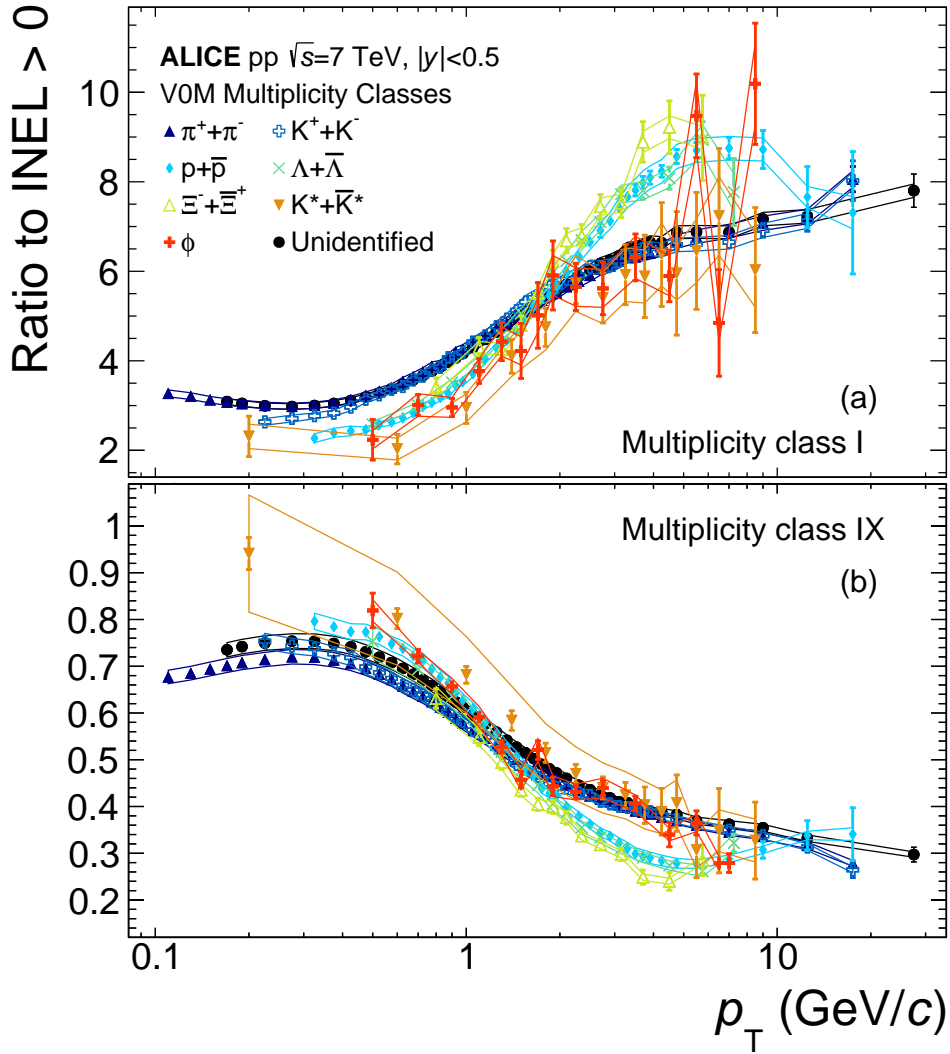 Ratio to INEL > 0
10
8
6
4
2
ALICE pp √s=7 TeV, |y|<0.5
V0M Multiplicity Classes
π⁺+π⁻ K⁺+K⁻
p+p̅ Λ+Λ̅
Ξ⁻+Ξ̅⁺ K*+K̅*
ϕ Unidentified
(a)
Multiplicity class I
1
0.9
0.8
0.7
0.6
0.5
0.4
0.3
0.2
Multiplicity class IX
(b)
0.1 1 10
p_T (GeV/c)